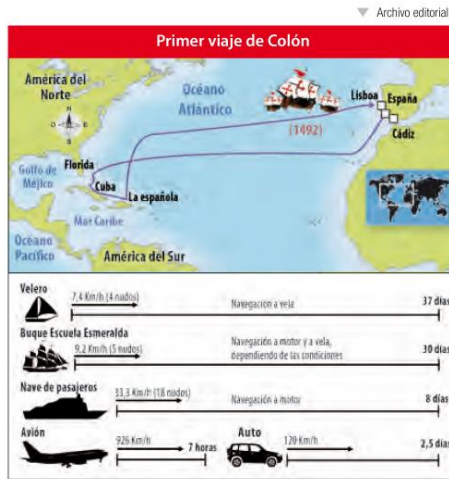 Archivo editorial
Primer viaje de Colón
América del
Norte
Océano
Atlántico
Lisboa
España
(1492)
Cádiz
Florida
Golfo de
Méjico
Cuba
La española
Mar Caribe
Océano
Pacífico
América del Sur
Velero
7,4 Km/h (4 nudos)
Navegación a vela
37 días
Buque Escuela Esmeralda
9,2 Km/h (5 nudos)
Navegación a motor y a vela,
dependiendo de las condiciones
30 días
Nave de pasajeros
33,3 Km/h (18 nudos)
Navegación a motor
8 días
Avión
926 Km/h
7 horas
Auto
120 Km/h
2,5 días